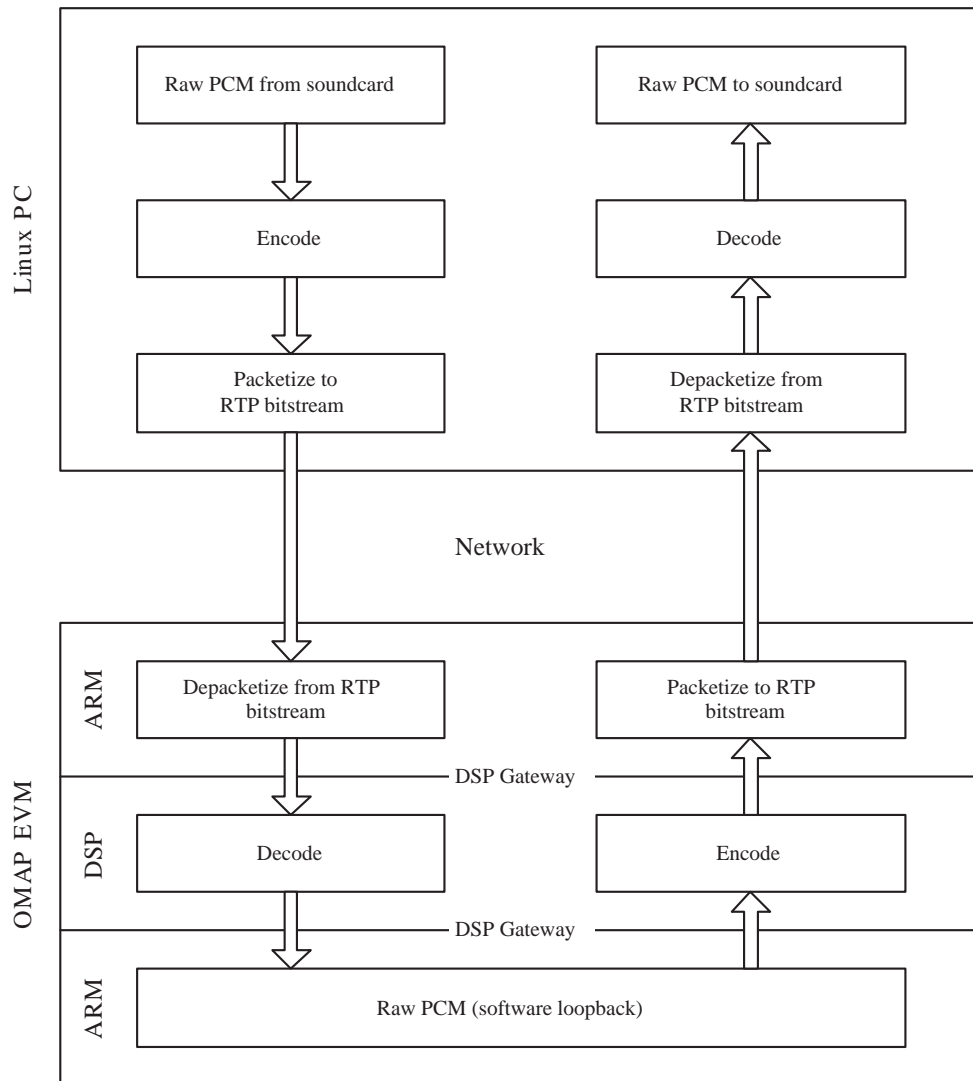 Raw PCM from soundcard
Raw PCM to soundcard
Encode
Decode
Linux PC
Packetize to
RTP bitstream
Depacketize from
RTP bitstream
Network
ARM
Depacketize from RTP
bitstream
Packetize to RTP
bitstream
DSP Gateway
OMAP EVM
DSP
Decode
Encode
DSP Gateway
ARM
Raw PCM (software loopback)